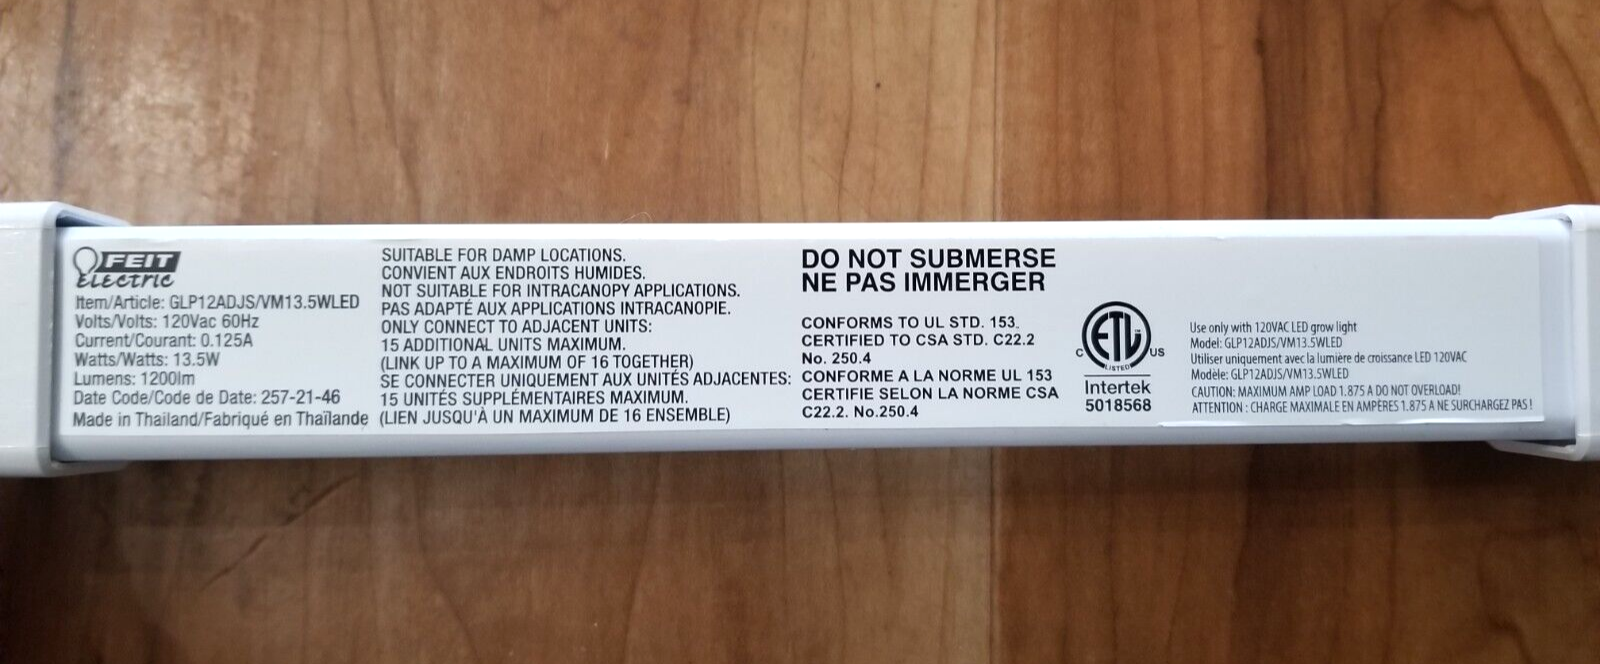 FEIT
Electric
Item/Article: GLP12ADJS/VM13.5WLED
Volts/Volts: 120Vac 60Hz
Current/Courant: 0.125A
Watts/Watts: 13.5W
Lumens: 1200lm
Date Code/Code de Date: 257-21-46
Made in Thailand/Fabriqué en Thaïlande
SUITABLE FOR DAMP LOCATIONS.
CONVIENT AUX ENDROITS HUMIDES.
NOT SUITABLE FOR INTRACANOPY APPLICATIONS.
PAS ADAPTÉ AUX APPLICATIONS INTRACANOPIE.
ONLY CONNECT TO ADJACENT UNITS:
15 ADDITIONAL UNITS MAXIMUM.
(LINK UP TO A MAXIMUM OF 16 TOGETHER)
SE CONNECTER UNIQUEMENT AUX UNITÉS ADJACENTES:
15 UNITÉS SUPPLÉMENTAIRES MAXIMUM.
(LIEN JUSQU'À UN MAXIMUM DE 16 ENSEMBLE)
DO NOT SUBMERSE
NE PAS IMMERGER
CONFORMS TO UL STD. 153.
CERTIFIED TO CSA STD. C22.2
No. 250.4
CONFORME A LA NORME UL 153
CERTIFIE SELON LA NORME CSA
C22.2. No.250.4
ETL
LISTED
C US
Intertek
5018568
Use only with 120VAC LED grow light
Model: GLP12ADJS/VM13.5WLED
Utiliser uniquement avec la lumière de croissance LED 120VAC
Modèle: GLP12ADJS/VM13.5WLED
CAUTION: MAXIMUM AMP LOAD 1.875 A DO NOT OVERLOAD!
ATTENTION : CHARGE MAXIMALE EN AMPÈRES 1.875 A NE SURCHARGEZ PAS !